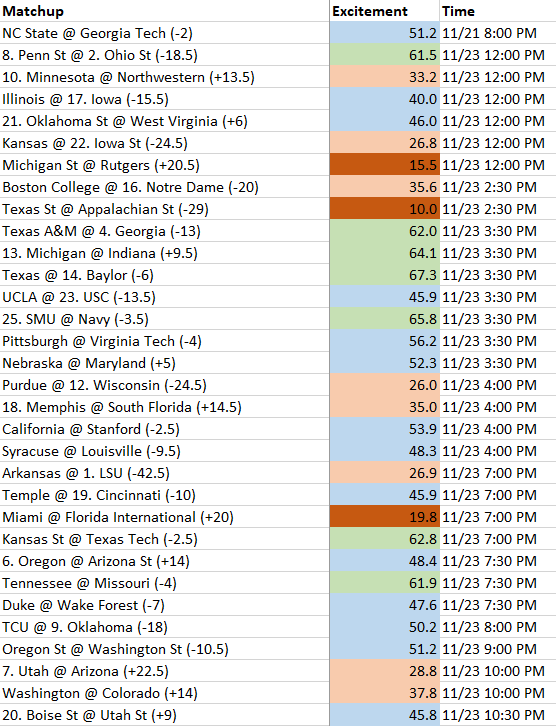 Matchup Excitement Time
NC State @ Georgia Tech (-2) 51.2 11/21 8:00 PM
8. Penn St @ 2. Ohio St (-18.5) 61.5 11/23 12:00 PM
10. Minnesota @ Northwestern (+13.5) 33.2 11/23 12:00 PM
Illinois @ 17. Iowa (-15.5) 40.0 11/23 12:00 PM
21. Oklahoma St @ West Virginia (+6) 46.0 11/23 12:00 PM
Kansas @ 22. Iowa St (-24.5) 26.8 11/23 12:00 PM
Michigan St @ Rutgers (+20.5) 15.5 11/23 12:00 PM
Boston College @ 16. Notre Dame (-20) 35.6 11/23 2:30 PM
Texas St @ Appalachian St (-29) 10.0 11/23 2:30 PM
Texas A&M @ 4. Georgia (-13) 62.0 11/23 3:30 PM
13. Michigan @ Indiana (+9.5) 64.1 11/23 3:30 PM
Texas @ 14. Baylor (-6) 67.3 11/23 3:30 PM
UCLA @ 23. USC (-13.5) 45.9 11/23 3:30 PM
25. SMU @ Navy (-3.5) 65.8 11/23 3:30 PM
Pittsburgh @ Virginia Tech (-4) 56.2 11/23 3:30 PM
Nebraska @ Maryland (+5) 52.3 11/23 3:30 PM
Purdue @ 12. Wisconsin (-24.5) 26.0 11/23 4:00 PM
18. Memphis @ South Florida (+14.5) 35.0 11/23 4:00 PM
California @ Stanford (-2.5) 53.9 11/23 4:00 PM
Syracuse @ Louisville (-9.5) 48.3 11/23 4:00 PM
Arkansas @ 1. LSU (-42.5) 26.9 11/23 7:00 PM
Temple @ 19. Cincinnati (-10) 45.9 11/23 7:00 PM
Miami @ Florida International (+20) 19.8 11/23 7:00 PM
Kansas St @ Texas Tech (-2.5) 62.8 11/23 7:00 PM
6. Oregon @ Arizona St (+14) 48.4 11/23 7:30 PM
Tennessee @ Missouri (-4) 61.9 11/23 7:30 PM
Duke @ Wake Forest (-7) 47.6 11/23 7:30 PM
TCU @ 9. Oklahoma (-18) 50.2 11/23 8:00 PM
Oregon St @ Washington St (-10.5) 51.2 11/23 9:00 PM
7. Utah @ Arizona (+22.5) 28.8 11/23 10:00 PM
Washington @ Colorado (+14) 37.8 11/23 10:00 PM
20. Boise St @ Utah St (+9) 45.8 11/23 10:30 PM